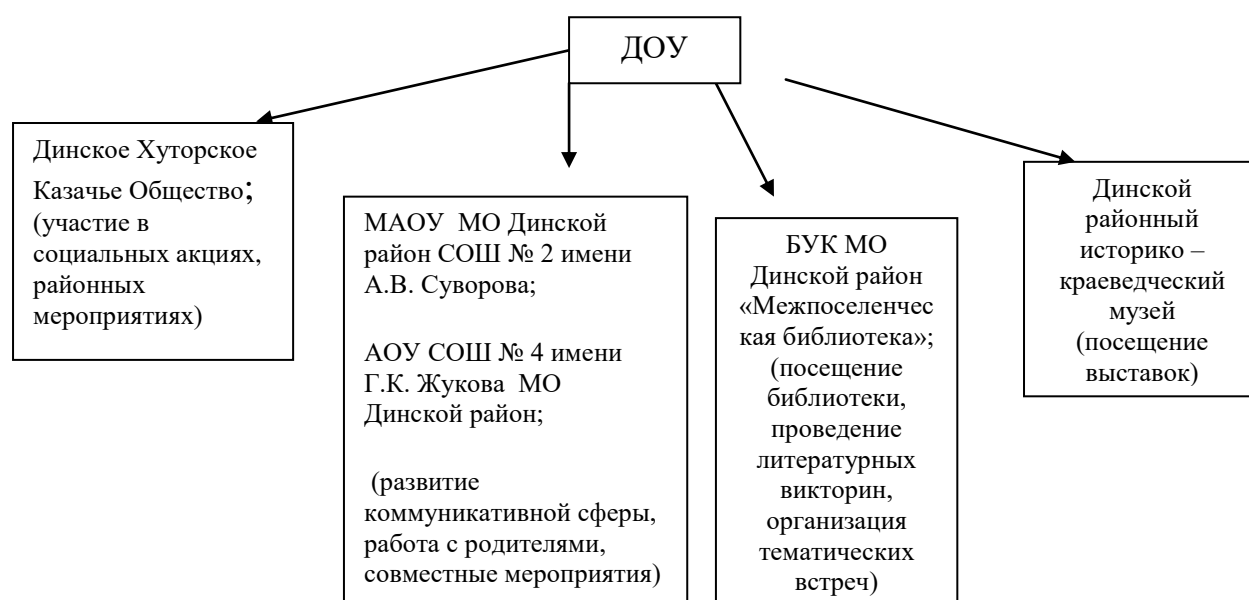 ДОУ
Динское Хуторское
Казачье Общество;
(участие в
социальных акциях,
районных
мероприятиях)
МАОУ МО Динской
район СОШ № 2 имени
А.В. Суворова;
АОУ СОШ № 4 имени
Г.К. Жукова МО
Динской район;
(развитие
коммуникативной сферы,
работа с родителями,
совместные мероприятия)
БУК МО
Динской район
«Межпоселенчес
кая библиотека»;
(посещение
библиотеки,
проведение
литературных
викторин,
организация
тематических
встреч)
Динской
районный
историко –
краеведческий
музей
(посещение
выставок)